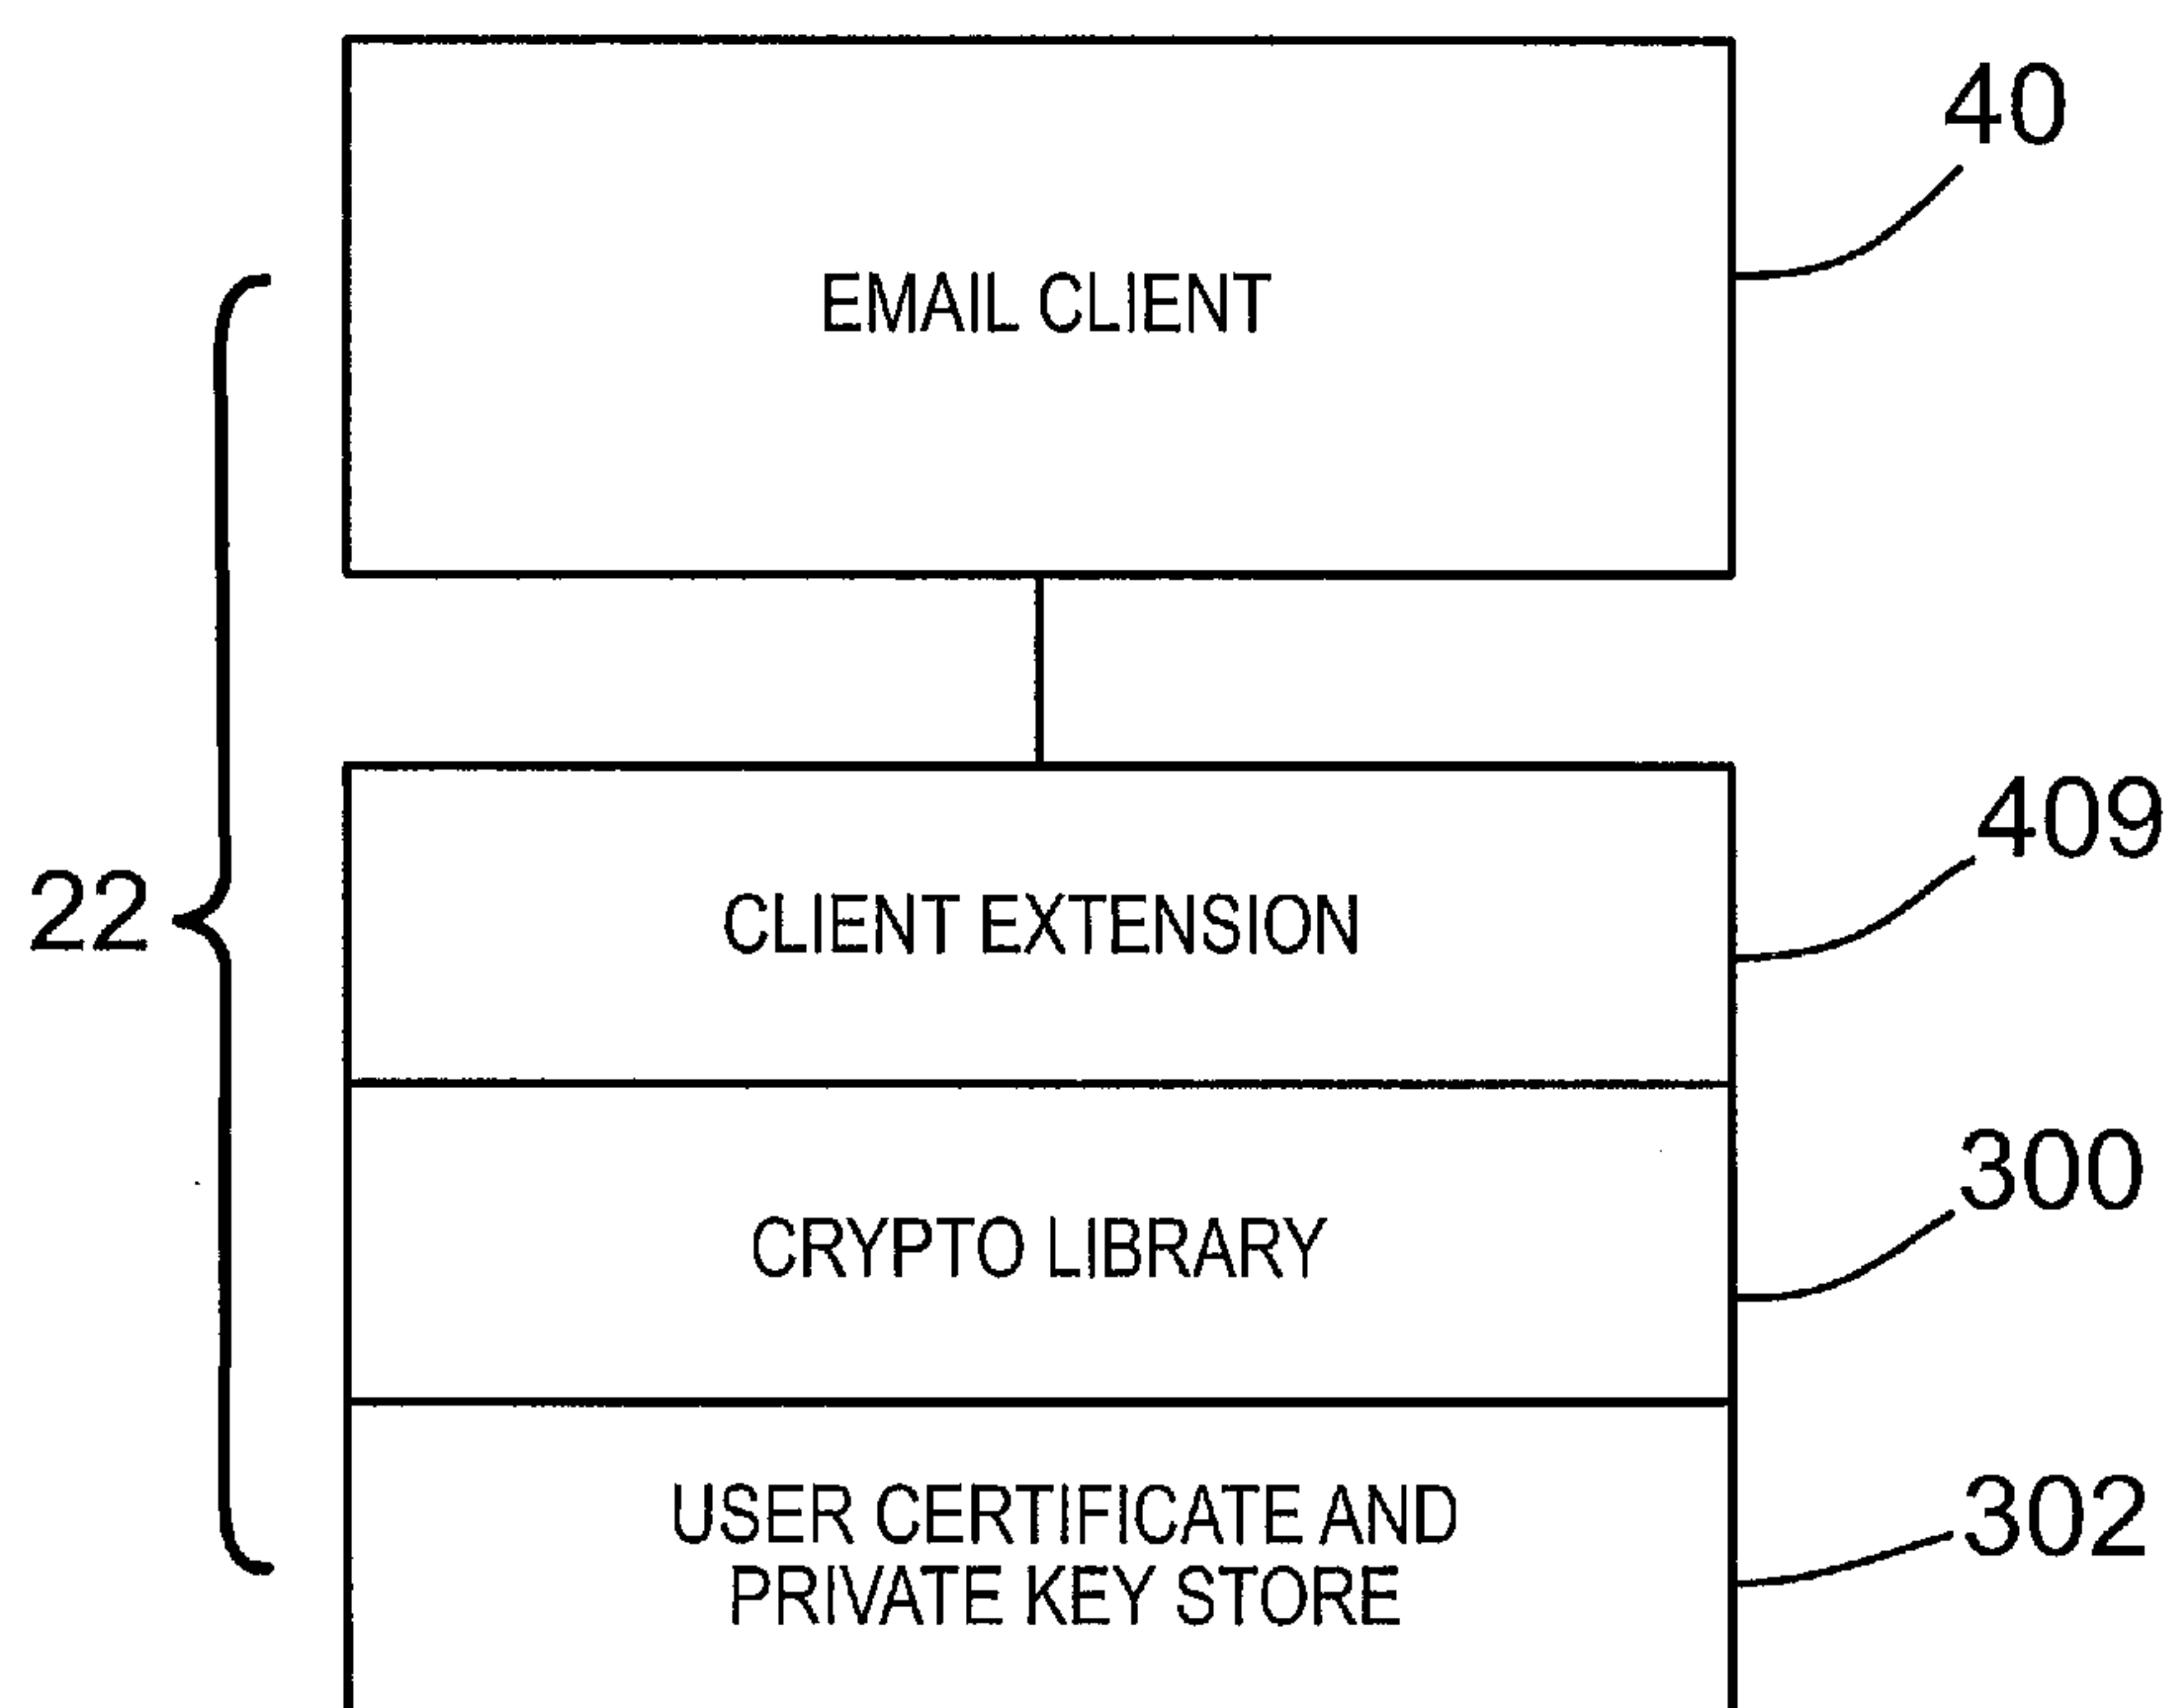 40
EMAIL CLIENT
409
22
CLIENT EXTENSION
300
CRYPTO LIBRARY
302
USER CERTIFICATE AND
PRIVATE KEY STORE